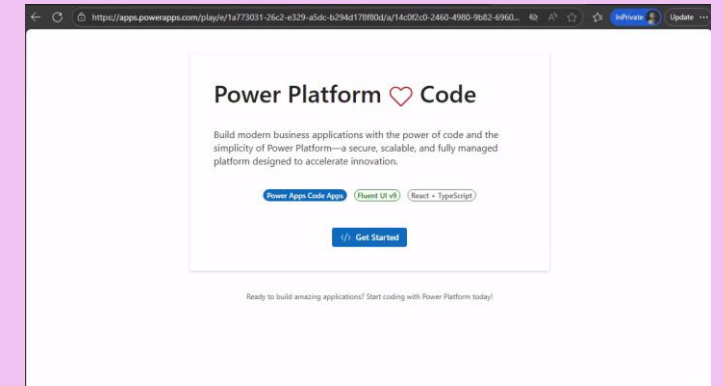 https://apps.powerapps.com/play/e/1a773031-26c2-e329-a5dc-b294d178f80d/a/14c0f2c0-2460-4980-9b82-6960...
InPrivate
Update
Power Platform ♡ Code
Build modern business applications with the power of code and the
simplicity of Power Platform—a secure, scalable, and fully managed
platform designed to accelerate innovation.
Power Apps Code Apps
Fluent UI v9
React + TypeScript
</> Get Started
Ready to build amazing applications? Start coding with Power Platform today!